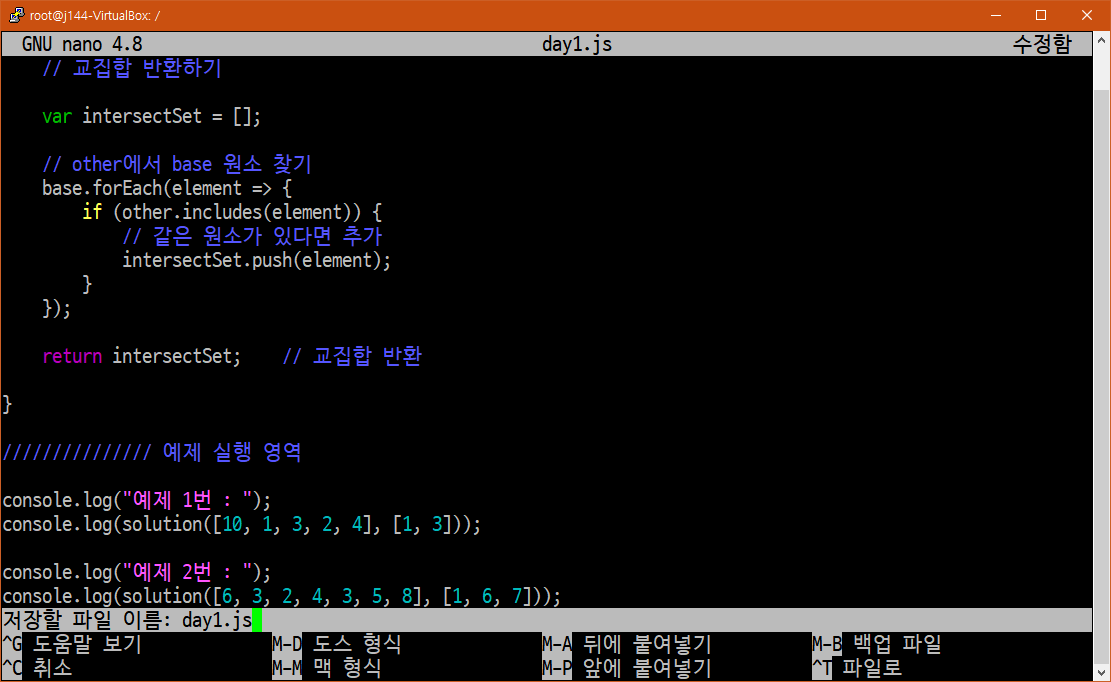 root@j144-VirtualBox: /
GNU nano 4.8 day1.js 수정함
// 교집합 반환하기
var intersectSet = [];
// other에서 base 원소 찾기
base.forEach(element => {
if (other.includes(element)) {
// 같은 원소가 있다면 추가
intersectSet.push(element);
}
});
return intersectSet; // 교집합 반환
}
/////////////// 예제 실행 영역
console.log("예제 1번 : ");
console.log(solution([10, 1, 3, 2, 4], [1, 3]));
console.log("예제 2번 : ");
console.log(solution([6, 3, 2, 4, 3, 5, 8], [1, 6, 7]));
저장할 파일 이름: day1.js
^G 도움말 보기 M-D 도스 형식 M-A 뒤에 붙여넣기 M-B 백업 파일
^C 취소 M-M 맥 형식 M-P 앞에 붙여넣기 ^T 파일로